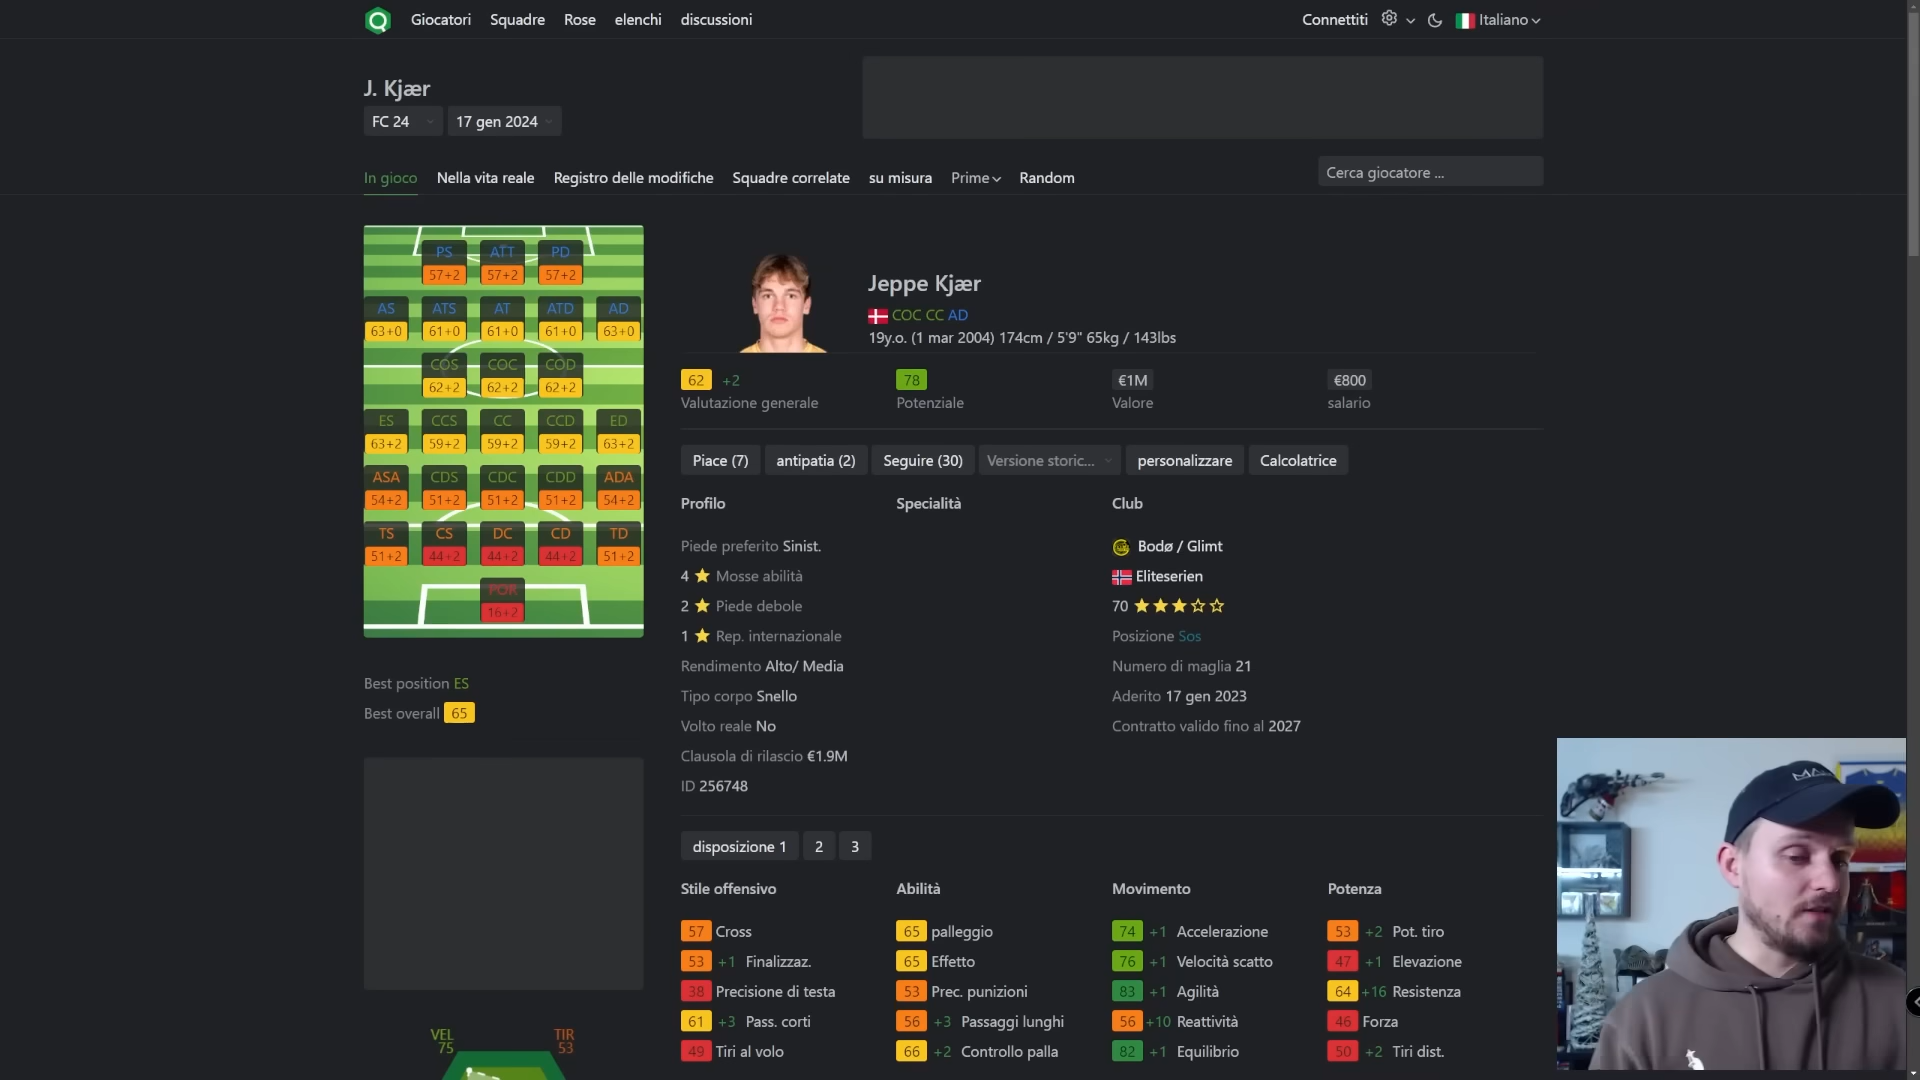 Giocatori Squadre Rose elenchi discussioni
Connettiti Italiano
J. Kjær
FC 24 17 gen 2024
In gioco Nella vita reale Registro delle modifiche Squadre correlate su misura Prime Random
Cerca giocatore ...
PS ATT PD
57+2 57+2 57+2
AS ATS AT ATD AD
63+0 61+0 61+0 61+0 63+0
COS COC COD
62+2 62+2 62+2
ES CCS CC CCD ED
63+2 59+2 59+2 59+2 63+2
ASA CDS CDC CDD ADA
54+2 51+2 51+2 51+2 54+2
TS CS DC CD TD
51+2 44+2 44+2 44+2 51+2
POR
16+2
Best position ES
Best overall 65
VEL TIR
75 53
Jeppe Kjær
COC CC AD
19y.o. (1 mar 2004) 174cm / 5'9" 65kg / 143lbs
62 +2 78 €1M €800
Valutazione generale Potenziale Valore salario
Piace (7) antipatia (2) Seguire (30) Versione storic... personalizzare Calcolatrice
Profilo Specialità Club
Piede preferito Sinist. Bodø / Glimt
4 Mosse abilità Eliteserien
2 Piede debole 70
1 Rep. internazionale Posizione Sos
Rendimento Alto/ Media Numero di maglia 21
Tipo corpo Snello Aderito 17 gen 2023
Volto reale No Contratto valido fino al 2027
Clausola di rilascio €1.9M
ID 256748
disposizione 1 2 3
Stile offensivo Abilità Movimento Potenza
57 Cross 65 palleggio 74 +1 Accelerazione 53 +2 Pot. tiro
53 +1 Finalizzaz. 65 Effetto 76 +1 Velocità scatto 47 +1 Elevazione
38 Precisione di testa 53 Prec. punizioni 83 +1 Agilità 64 +16 Resistenza
61 +3 Pass. corti 56 +3 Passaggi lunghi 56 +10 Reattività 46 Forza
49 Tiri al volo 66 +2 Controllo palla 82 +1 Equilibrio 50 +2 Tiri dist.